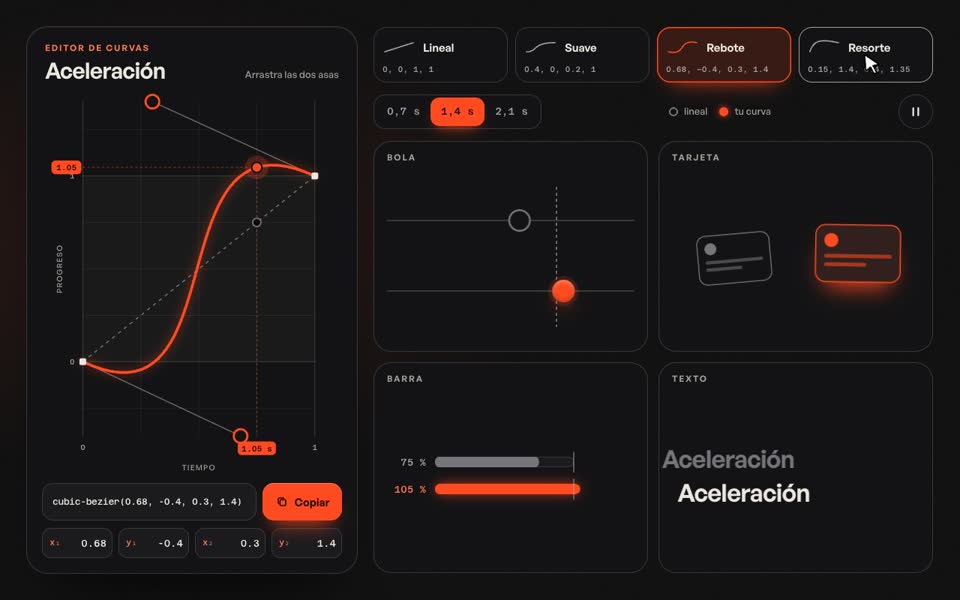 EDITOR DE CURVAS
Aceleración
Arrastra las dos asas
1.05
1
PROGRESO
0
0
1.05 s
1
TIEMPO
cubic-bezier(0.68, -0.4, 0.3, 1.4)
Copiar
x₁ 0.68
y₁ -0.4
x₂ 0.3
y₂ 1.4
Lineal
0, 0, 1, 1
Suave
0.4, 0, 0.2, 1
Rebote
0.68, -0.4, 0.3, 1.4
Resorte
0.15, 1.4, 1.35
0,7 s
1,4 s
2,1 s
lineal
tu curva
BOLA
TARJETA
BARRA
75 %
105 %
TEXTO
Aceleración
Aceleración